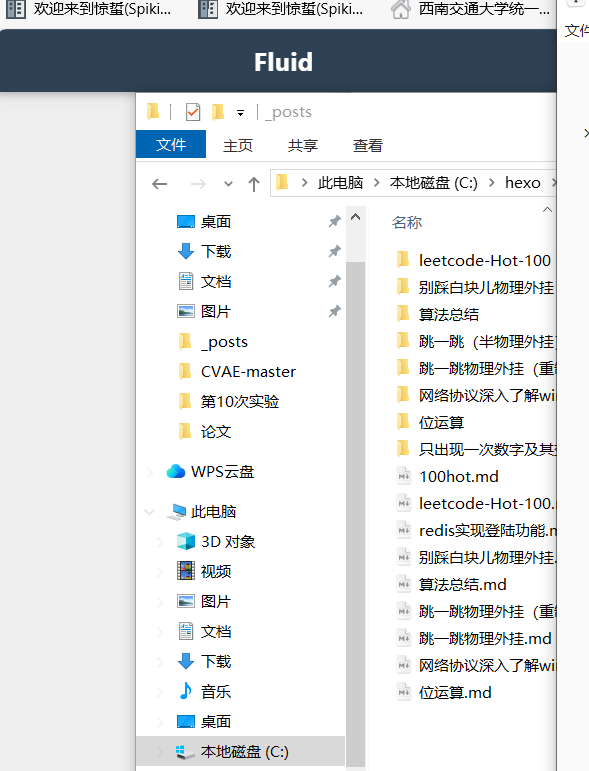 欢迎来到惊蜇(Spiki... 欢迎来到惊蜇(Spiki... 西南交通大学统一...
文件
Fluid
_posts
文件 主页 共享 查看
此电脑 本地磁盘 (C:) hexo
桌面
下载
文档
图片
_posts
CVAE-master
第10次实验
论文
WPS云盘
此电脑
3D 对象
视频
图片
文档
下载
音乐
桌面
本地磁盘 (C:)
名称
leetcode-Hot-100
别踩白块儿物理外挂
算法总结
跳一跳（半物理外挂）
跳一跳物理外挂（重
网络协议深入了解wi
位运算
只出现一次数字及其
100hot.md
leetcode-Hot-100.
redis实现登陆功能.m
别踩白块儿物理外挂.
算法总结.md
跳一跳物理外挂（重
跳一跳物理外挂.md
网络协议深入了解wi
位运算.md